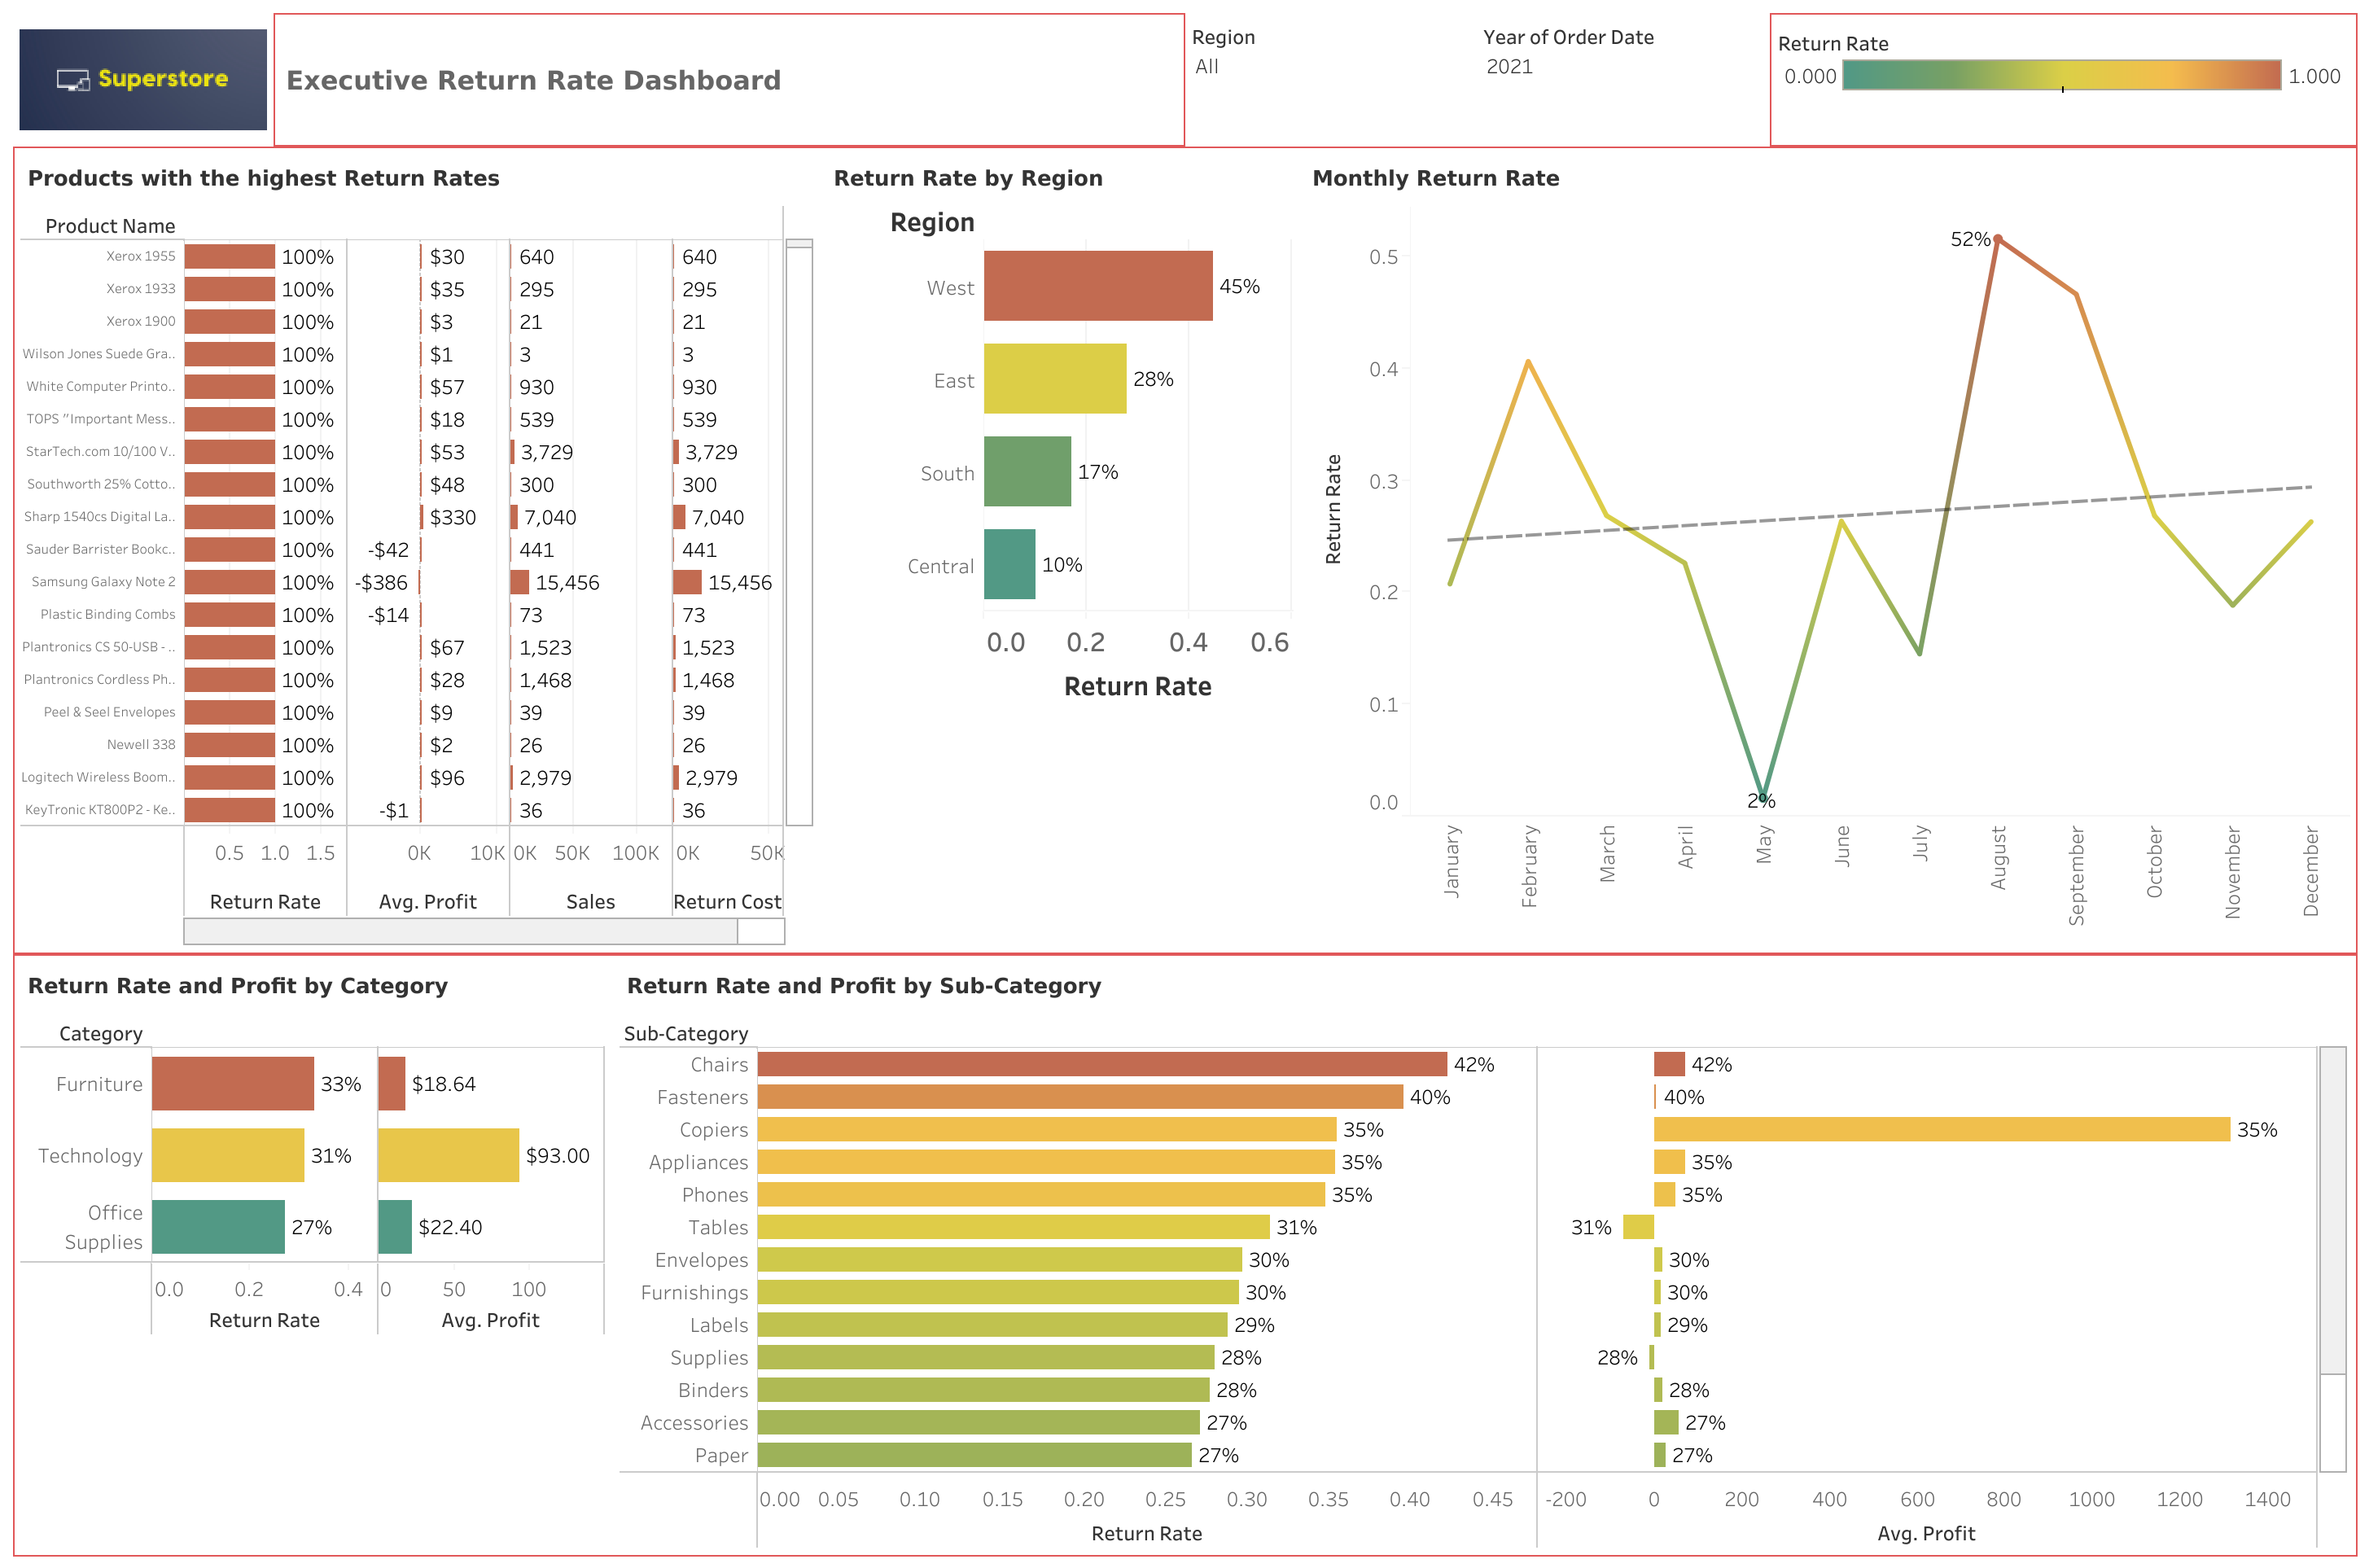 Superstore
Executive Return Rate Dashboard
Region
All
Year of Order Date
2021
Return Rate
0.000 1.000
Products with the highest Return Rates
Product Name
Xerox 1955 100% $30 640 640
Xerox 1933 100% $35 295 295
Xerox 1900 100% $3 21 21
Wilson Jones Suede Gra.. 100% $1 3 3
White Computer Printo.. 100% $57 930 930
TOPS "Important Mess.. 100% $18 539 539
StarTech.com 10/100 V.. 100% $53 3,729 3,729
Southworth 25% Cotto.. 100% $48 300 300
Sharp 1540cs Digital La.. 100% $330 7,040 7,040
Sauder Barrister Bookc.. 100% -$42 441 441
Samsung Galaxy Note 2 100% -$386 15,456 15,456
Plastic Binding Combs 100% -$14 73 73
Plantronics CS 50-USB - .. 100% $67 1,523 1,523
Plantronics Cordless Ph.. 100% $28 1,468 1,468
Peel & Seel Envelopes 100% $9 39 39
Newell 338 100% $2 26 26
Logitech Wireless Boom.. 100% $96 2,979 2,979
KeyTronic KT800P2 - Ke.. 100% -$1 36 36
0.5 1.0 1.5 0K 10K 0K 50K 100K 0K 50K
Return Rate Avg. Profit Sales Return Cost
Return Rate by Region
Region
West 45%
East 28%
South 17%
Central 10%
0.0 0.2 0.4 0.6
Return Rate
Monthly Return Rate
Return Rate
0.5
0.4
0.3
0.2
0.1
0.0
52%
2%
January
February
March
April
May
June
July
August
September
October
November
December
Return Rate and Profit by Category
Category
Furniture 33% $18.64
Technology 31% $93.00
Office
Supplies 27% $22.40
0.0 0.2 0.4 0 50 100
Return Rate Avg. Profit
Return Rate and Profit by Sub-Category
Sub-Category
Chairs 42% 42%
Fasteners 40% 40%
Copiers 35% 35%
Appliances 35% 35%
Phones 35% 35%
Tables 31% 31%
Envelopes 30% 30%
Furnishings 30% 30%
Labels 29% 29%
Supplies 28% 28%
Binders 28% 28%
Accessories 27% 27%
Paper 27% 27%
0.00 0.05 0.10 0.15 0.20 0.25 0.30 0.35 0.40 0.45 -200 0 200 400 600 800 1000 1200 1400
Return Rate Avg. Profit